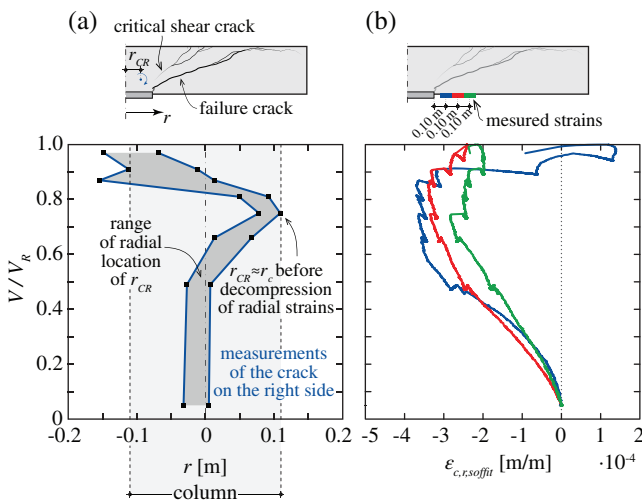 (a)
critical shear crack
r_CR
failure crack
r
1.0
0.8
0.6
0.4
0.2
0
V / V_R
range
of radial
location
of r_CR
r_CR≈r_c before
decompression
of radial strains
measurements
of the crack
on the right side
-0.2 -0.1 0 0.1 0.2
r [m]
column
(b)
0.10 m
0.10 m
0.10 m
mesured strains
-5 -4 -3 -2 -1 0 1
ε_c,r,soffit [m/m] ·10⁻⁴